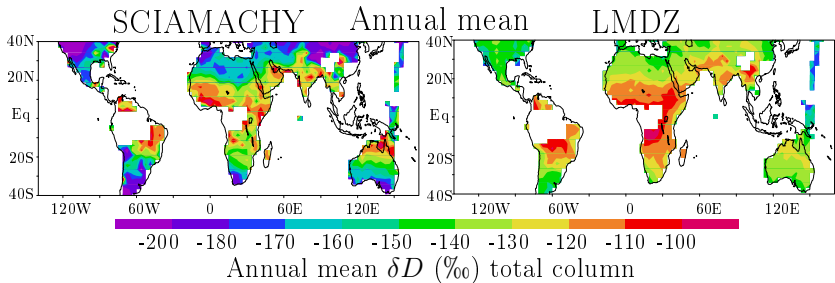 SCIAMACHY Annual mean LMDZ
40N 40N
20N 20N
Eq Eq
20S 20S
40S 40S
120W 60W 0 60E 120E 120W 60W 0 60E 120E
-200 -180 -170 -160 -150 -140 -130 -120 -110 -100
Annual mean δD (‰) total column